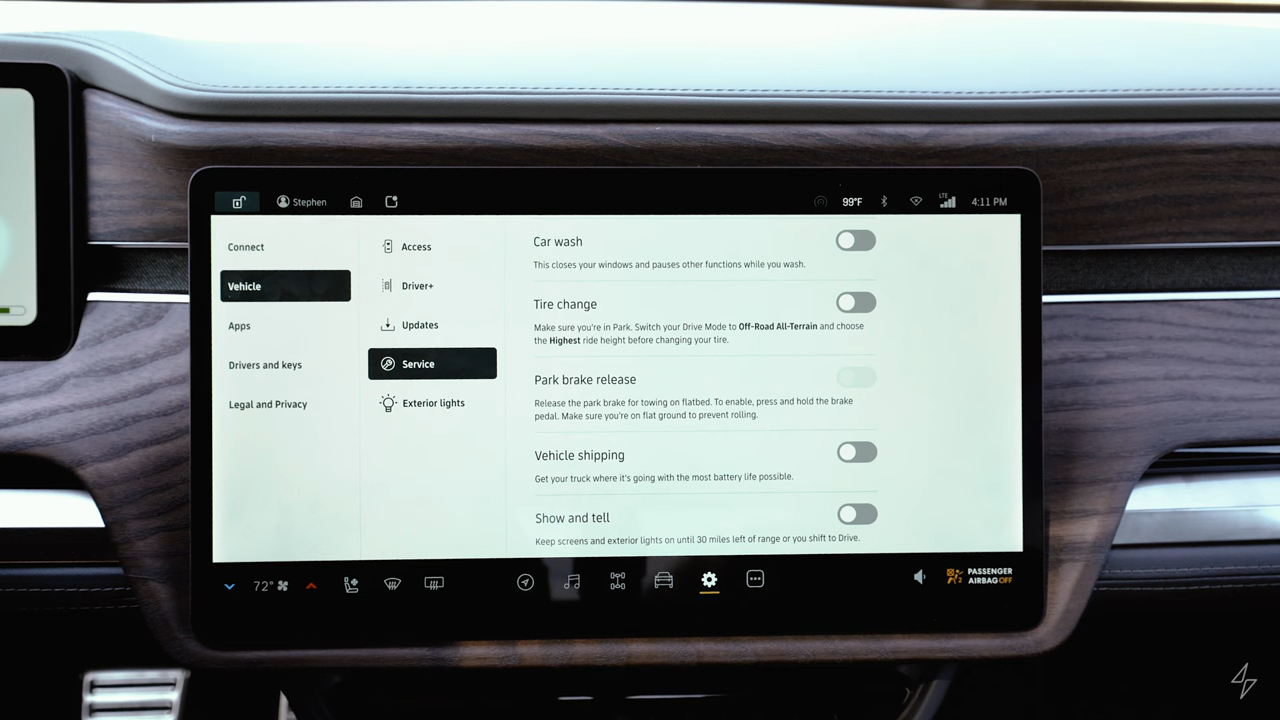 Stephen
99°F
LTE
4:11 PM
Connect
Vehicle
Apps
Drivers and keys
Legal and Privacy
Access
Driver+
Updates
Service
Exterior lights
Car wash
This closes your windows and pauses other functions while you wash.
Tire change
Make sure you're in Park. Switch your Drive Mode to Off-Road All-Terrain and choose
the Highest ride height before changing your tire.
Park brake release
Release the park brake for towing on flatbed. To enable, press and hold the brake
pedal. Make sure you're on flat ground to prevent rolling.
Vehicle shipping
Get your truck where it's going with the most battery life possible.
Show and tell
Keep screens and exterior lights on until 30 miles left of range or you shift to Drive.
72°
2
PASSENGER
AIRBAG OFF